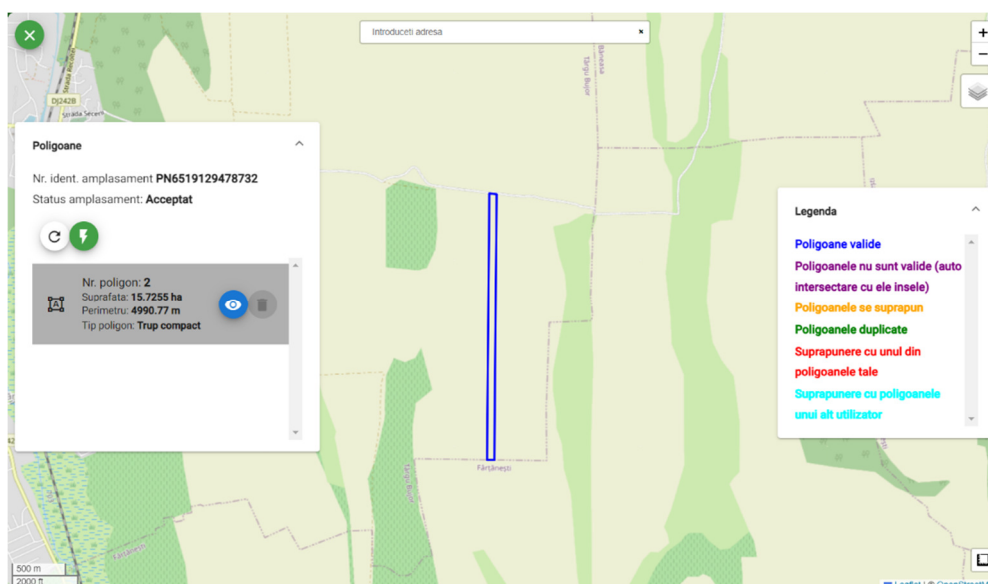 Introduceti adresa
×
+
−
DJ242B
Strada Secerei
Băneasa
Târgu Bujor
Poligoane
Nr. ident. amplasament PN6519129478732
Status amplasament: Acceptat
Nr. poligon: 2
Suprafata: 15.7255 ha
Perimetru: 4990.77 m
Tip poligon: Trup compact
Legenda
Poligoane valide
Poligoanele nu sunt valide (auto
intersectare cu ele insele)
Poligoanele se suprapun
Poligoanele duplicate
Suprapunere cu unul din
poligoanele tale
Suprapunere cu poligoanele
unui alt utilizator
Fârțănești
Târgu Bujor
Fârțănești
500 m
2000 ft